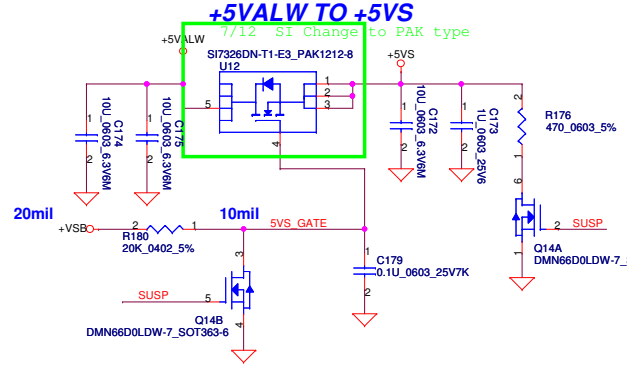 +5VALW TO +5VS
7/12 SI Change to PAK type
+5VALW
SI7326DN-T1-E3_PAK1212-8
U12
+5VS
5
1
2
3
4
1
C174
10U_0603_6.3V6M
2
1
C175
10U_0603_6.3V6M
2
1
C172
10U_0603_6.3V6M
2
1
C173
1U_0603_25V6
2
2
R176
470_0603_5%
1
6
2
SUSP
1
Q14A
DMN66D0LDW-7_
20mil
10mil
+VSB
2
1
R180
20K_0402_5%
5VS_GATE
3
SUSP
5
4
Q14B
DMN66D0LDW-7_SOT363-6
1
C179
0.1U_0603_25V7K
2